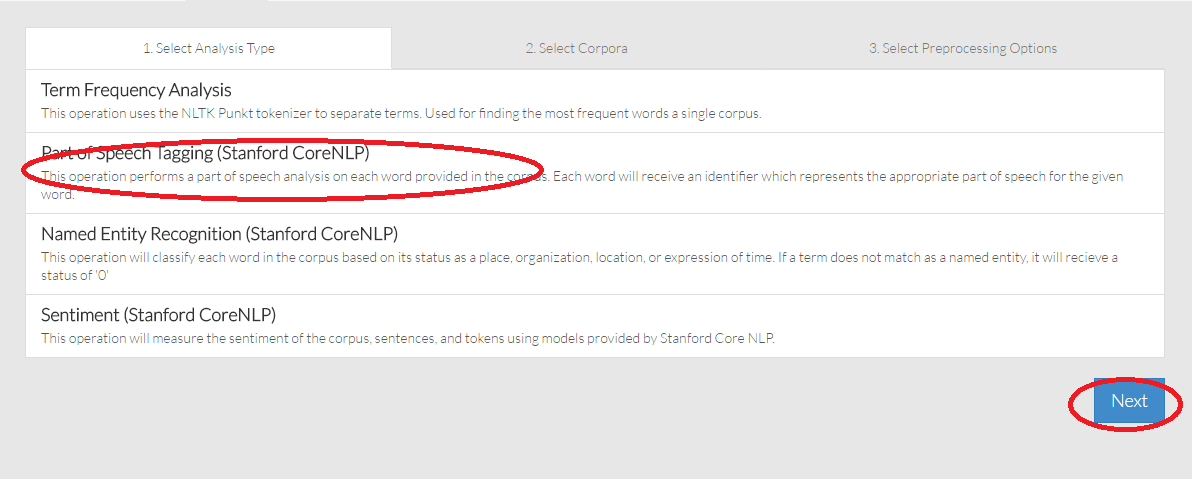 1. Select Analysis Type
2. Select Corpora
3. Select Preprocessing Options
Term Frequency Analysis
This operation uses the NLTK Punkt tokenizer to separate terms. Used for finding the most frequent words a single corpus.
Part of Speech Tagging (Stanford CoreNLP)
This operation performs a part of speech analysis on each word provided in the corpus. Each word will receive an identifier which represents the appropriate part of speech for the given
word.
Named Entity Recognition (Stanford CoreNLP)
This operation will classify each word in the corpus based on its status as a place, organization, location, or expression of time. If a term does not match as a named entity, it will recieve a
status of 'O'
Sentiment (Stanford CoreNLP)
This operation will measure the sentiment of the corpus, sentences, and tokens using models provided by Stanford Core NLP.
Next